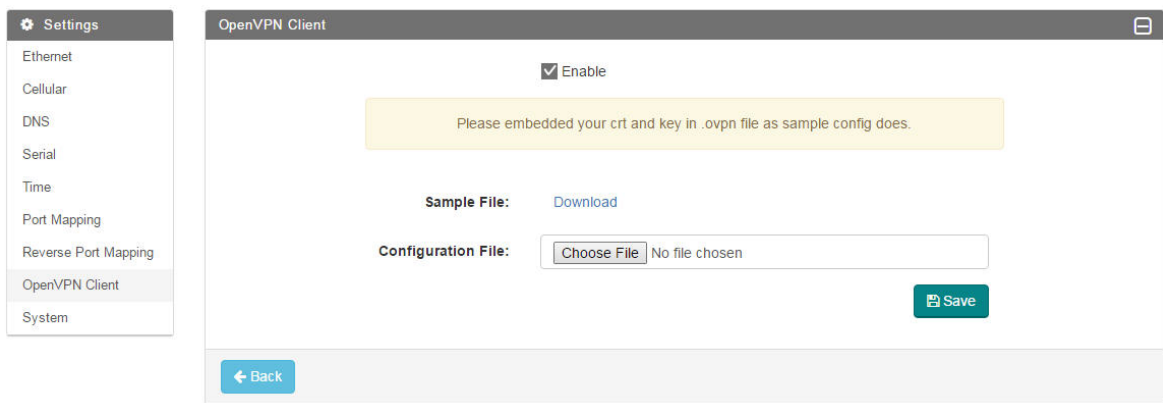 Settings
Ethernet
Cellular
DNS
Serial
Time
Port Mapping
Reverse Port Mapping
OpenVPN Client
System
OpenVPN Client
Enable
Please embedded your crt and key in .ovpn file as sample config does.
Sample File: Download
Configuration File: Choose File No file chosen
Save
Back